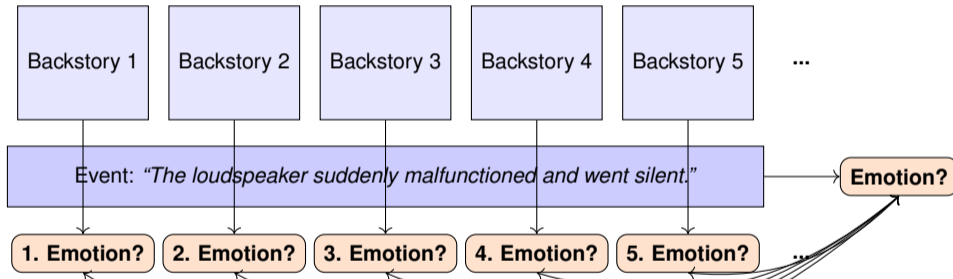 Backstory 1 Backstory 2 Backstory 3 Backstory 4 Backstory 5 ...
Event: “The loudspeaker suddenly malfunctioned and went silent.” Emotion?
1. Emotion? 2. Emotion? 3. Emotion? 4. Emotion? 5. Emotion? ...